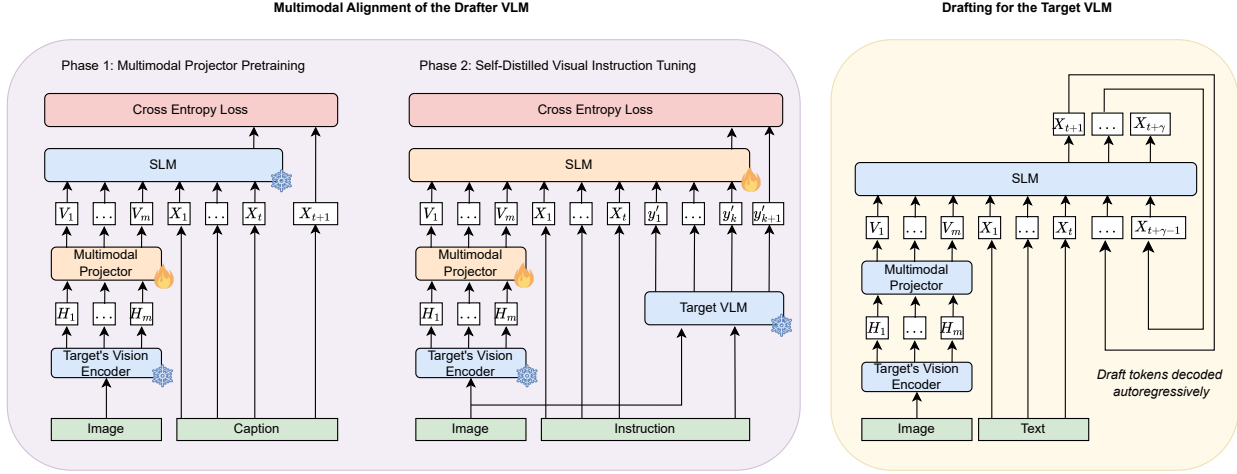 Multimodal Alignment of the Drafter VLM
Phase 1: Multimodal Projector Pretraining
Cross Entropy Loss
SLM
V_1 ... V_m X_1 ... X_t X_{t+1}
Multimodal
Projector
H_1 ... H_m
Target's Vision
Encoder
Image
Caption
Phase 2: Self-Distilled Visual Instruction Tuning
Cross Entropy Loss
SLM
V_1 ... V_m X_1 ... X_t y'_1 ... y'_k y'_{k+1}
Multimodal
Projector
Target VLM
H_1 ... H_m
Target's Vision
Encoder
Image
Instruction
Drafting for the Target VLM
X_{t+1} ... X_{t+γ}
SLM
V_1 ... V_m X_1 ... X_t ... X_{t+γ-1}
Multimodal
Projector
H_1 ... H_m
Target's Vision
Encoder
Draft tokens decoded
autoregressively
Image
Text